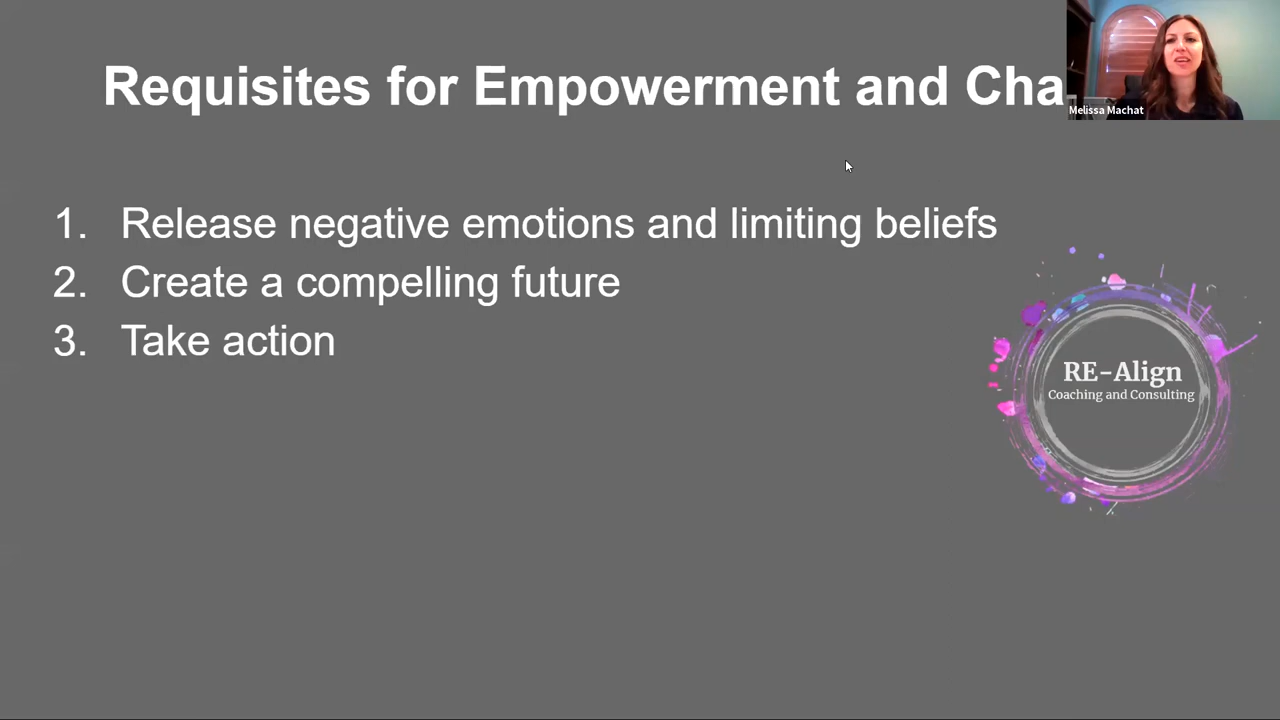 Requisites for Empowerment and Cha
Melissa Machat
1. Release negative emotions and limiting beliefs
2. Create a compelling future
3. Take action
RE-Align
Coaching and Consulting